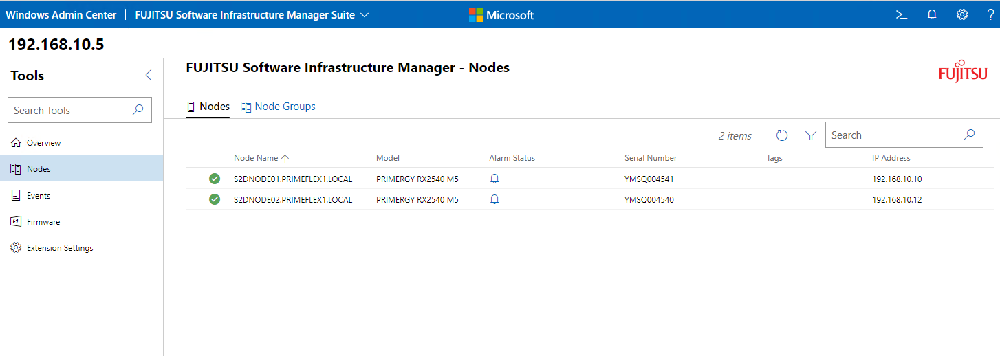 Windows Admin Center FUJITSU Software Infrastructure Manager Suite Microsoft ?
192.168.10.5
Tools
Search Tools
Overview
Nodes
Events
Firmware
Extension Settings
FUJITSU Software Infrastructure Manager - Nodes
FUJITSU
Nodes Node Groups
2 items Search
Node Name Model Alarm Status Serial Number Tags IP Address
S2DNODE01.PRIMEFLEX1.LOCAL PRIMERGY RX2540 M5 YMSQ004541 192.168.10.10
S2DNODE02.PRIMEFLEX1.LOCAL PRIMERGY RX2540 M5 YMSQ004540 192.168.10.12